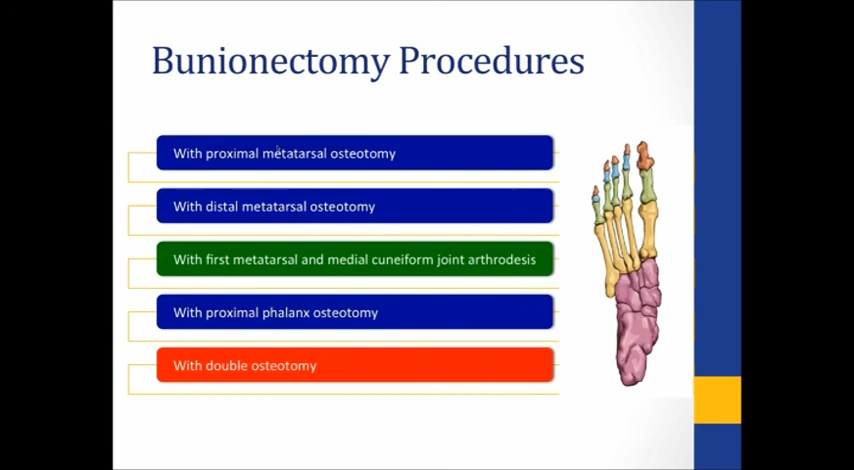 Bunionectomy Procedures
With proximal metatarsal osteotomy
With distal metatarsal osteotomy
With first metatarsal and medial cuneiform joint arthrodesis
With proximal phalanx osteotomy
With double osteotomy